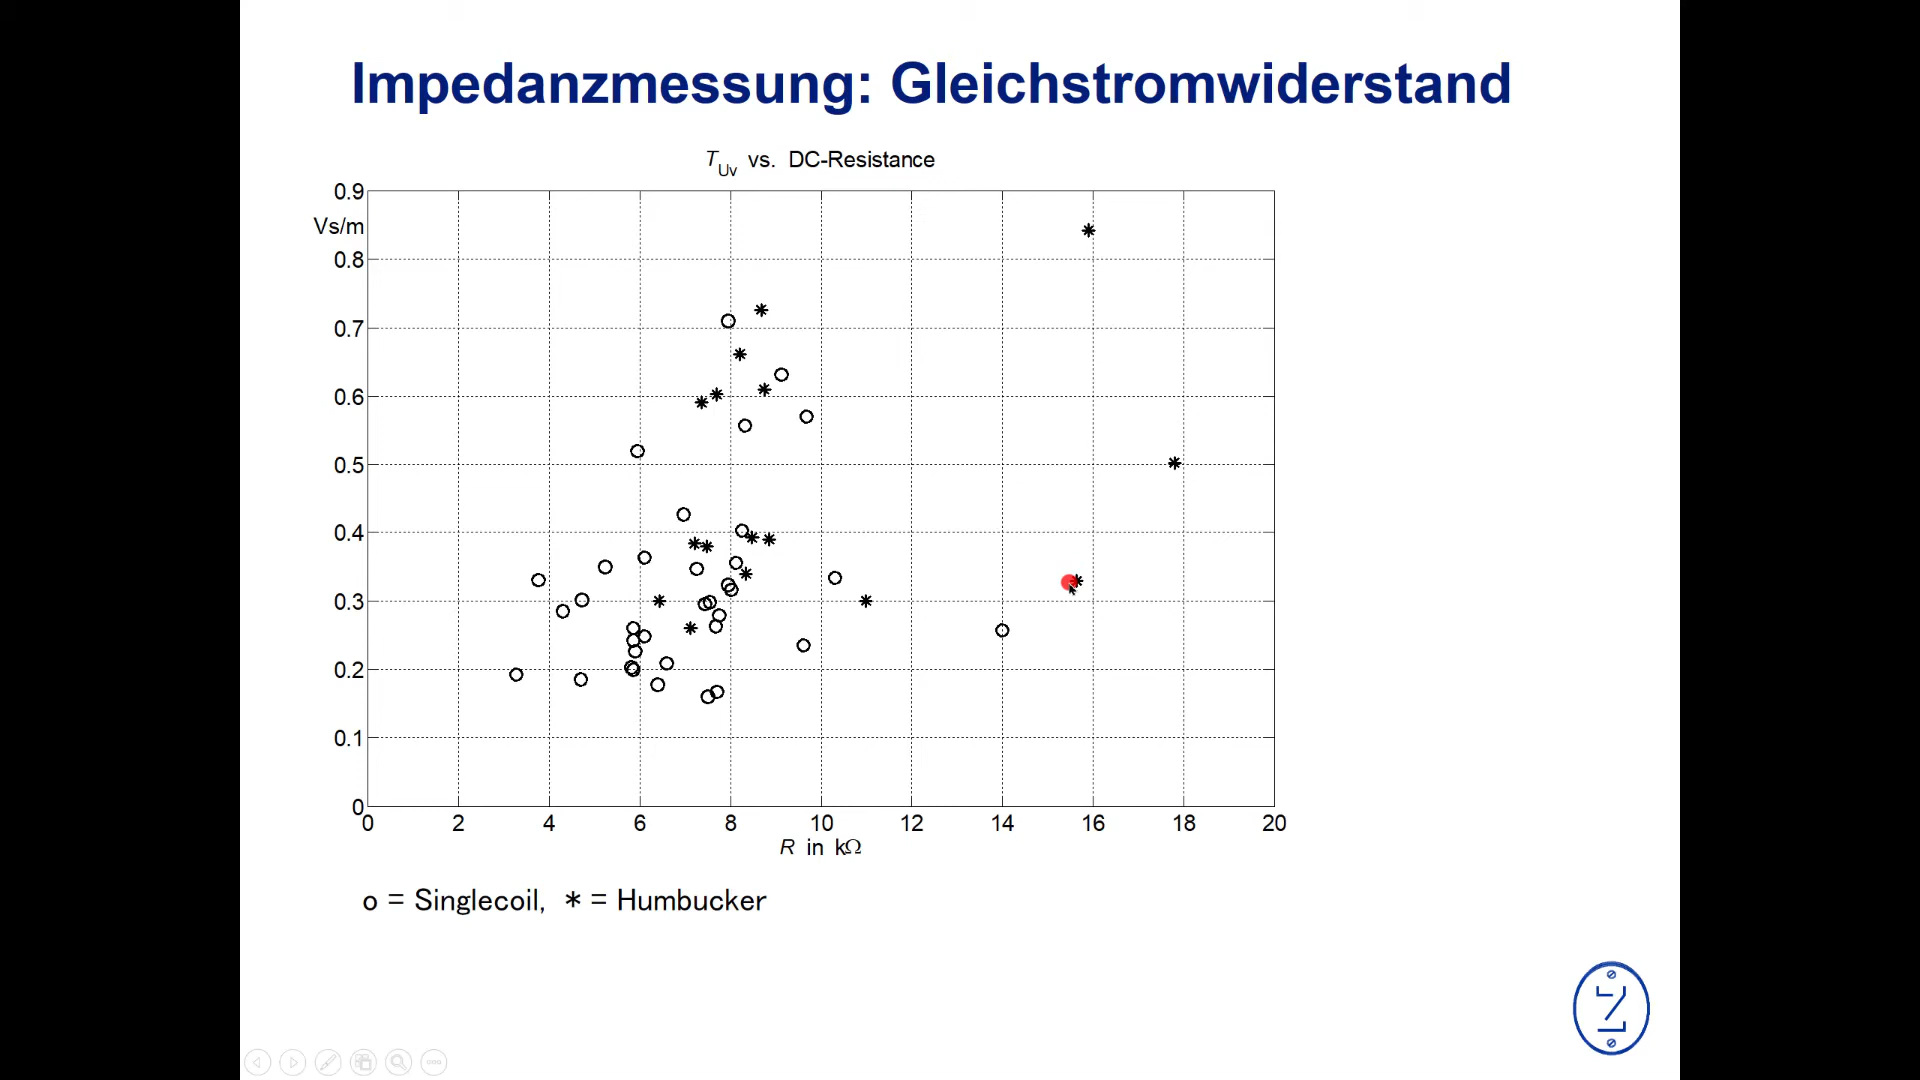 Impedanzmessung: Gleichstromwiderstand
T_Uv vs. DC-Resistance
0.9
Vs/m
0.8
0.7
0.6
0.5
0.4
0.3
0.2
0.1
0
0 2 4 6 8 10 12 14 16 18 20
R in kΩ
o = Singlecoil, * = Humbucker